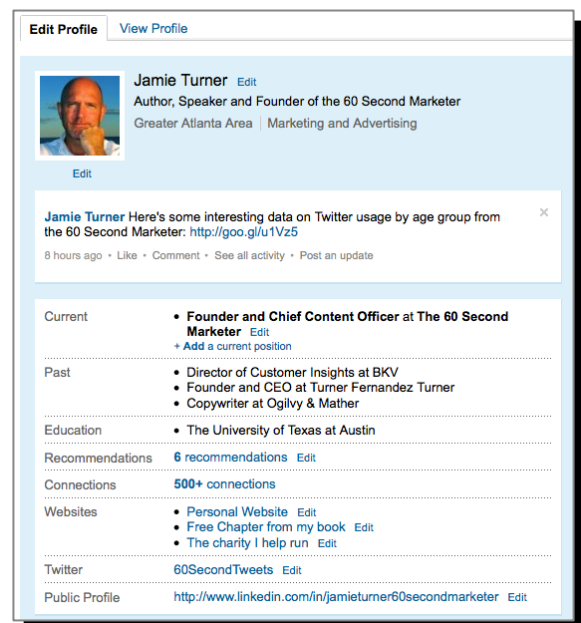 Edit Profile View Profile
Jamie Turner Edit
Author, Speaker and Founder of the 60 Second Marketer
Greater Atlanta Area | Marketing and Advertising
Edit
Jamie Turner Here's some interesting data on Twitter usage by age group from
the 60 Second Marketer: http://goo.gl/u1Vz5
8 hours ago • Like • Comment • See all activity • Post an update
Current • Founder and Chief Content Officer at The 60 Second
Marketer Edit
+ Add a current position
Past • Director of Customer Insights at BKV
• Founder and CEO at Turner Fernandez Turner
• Copywriter at Ogilvy & Mather
Education • The University of Texas at Austin
Recommendations 6 recommendations Edit
Connections 500+ connections
Websites • Personal Website Edit
• Free Chapter from my book Edit
• The charity I help run Edit
Twitter 60SecondTweets Edit
Public Profile http://www.linkedin.com/in/jamieturner60secondmarketer Edit